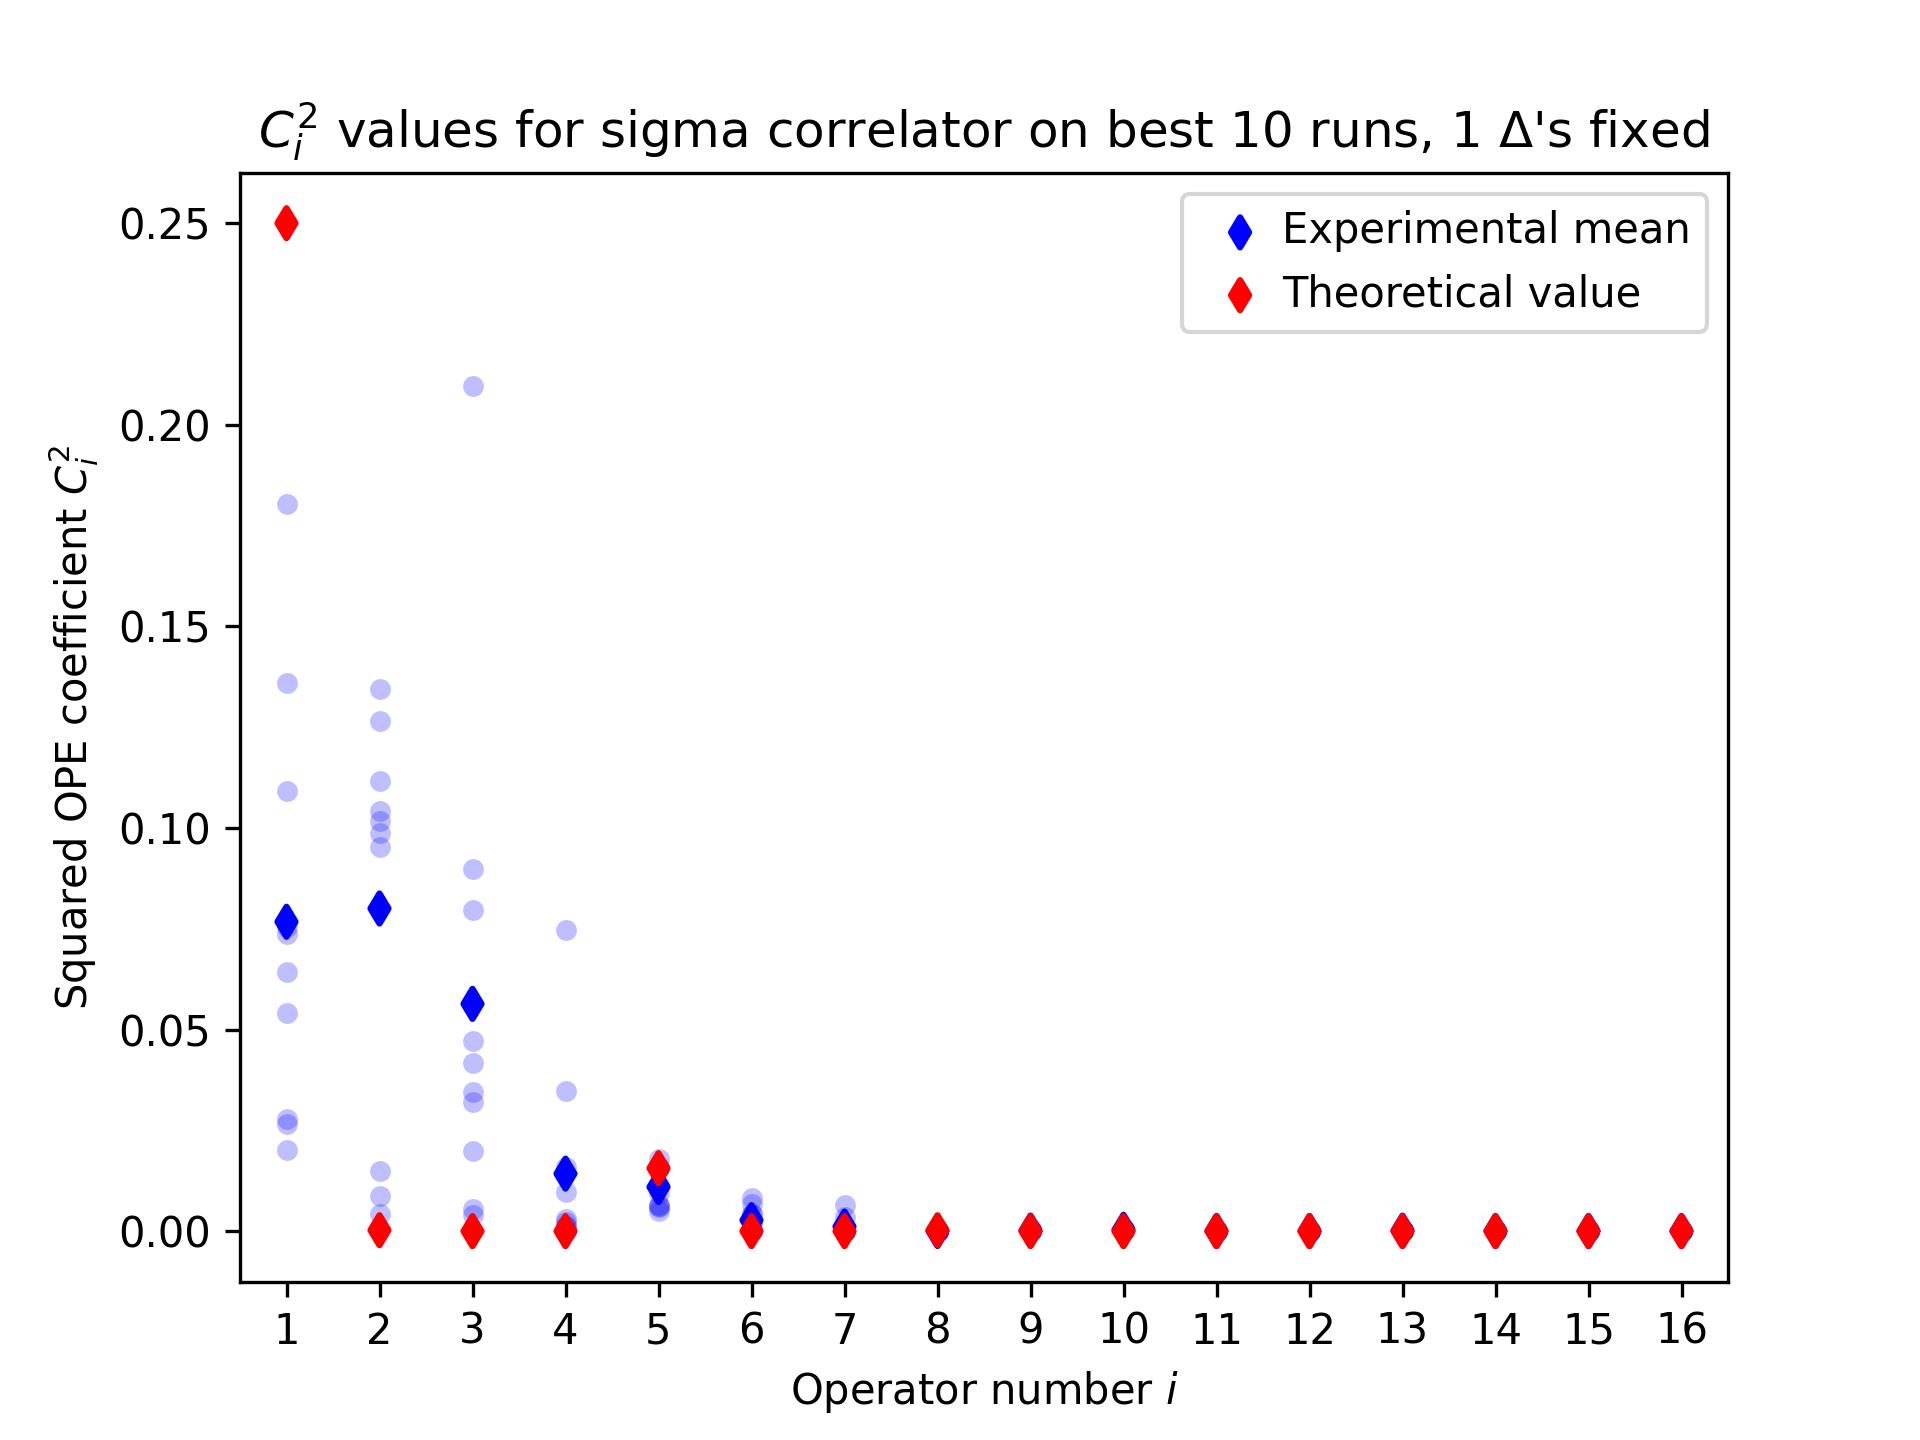 C_i^2 values for sigma correlator on best 10 runs, 1 Δ's fixed
Experimental mean
Theoretical value
Squared OPE coefficient C_i^2
0.25
0.20
0.15
0.10
0.05
0.00
1 2 3 4 5 6 7 8 9 10 11 12 13 14 15 16
Operator number i